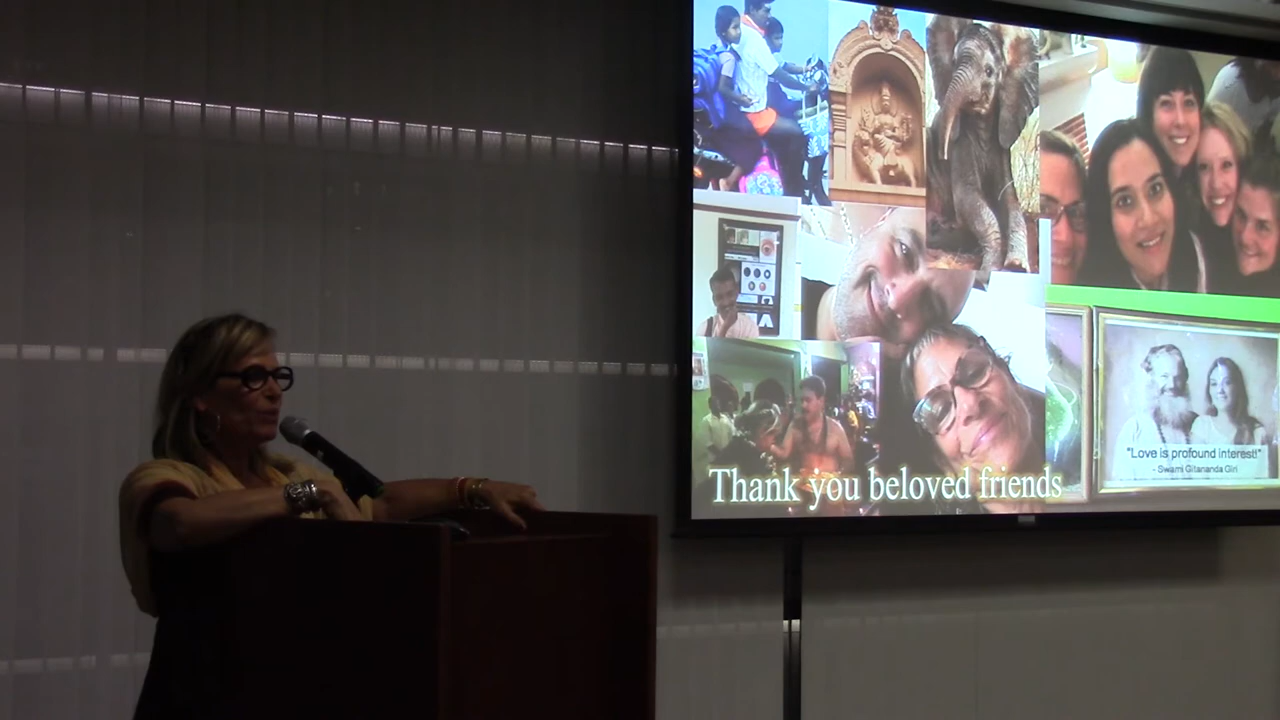 "Love is profound interest!"
- Swami Gitananda Giri
Thank you beloved friends